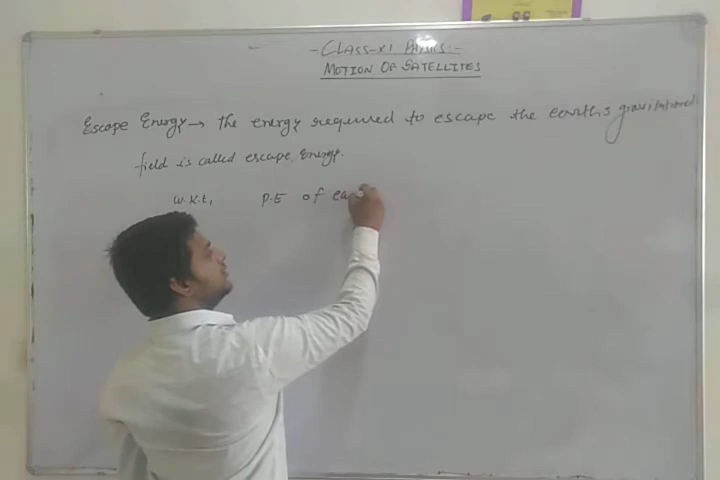 - CLASS-XI PHYSICS:-
MOTION OF SATELLITES
Escape Energy → The energy required to escape the earth's gravitational
field is called escape Energy.
W.K.t, P.E of ea